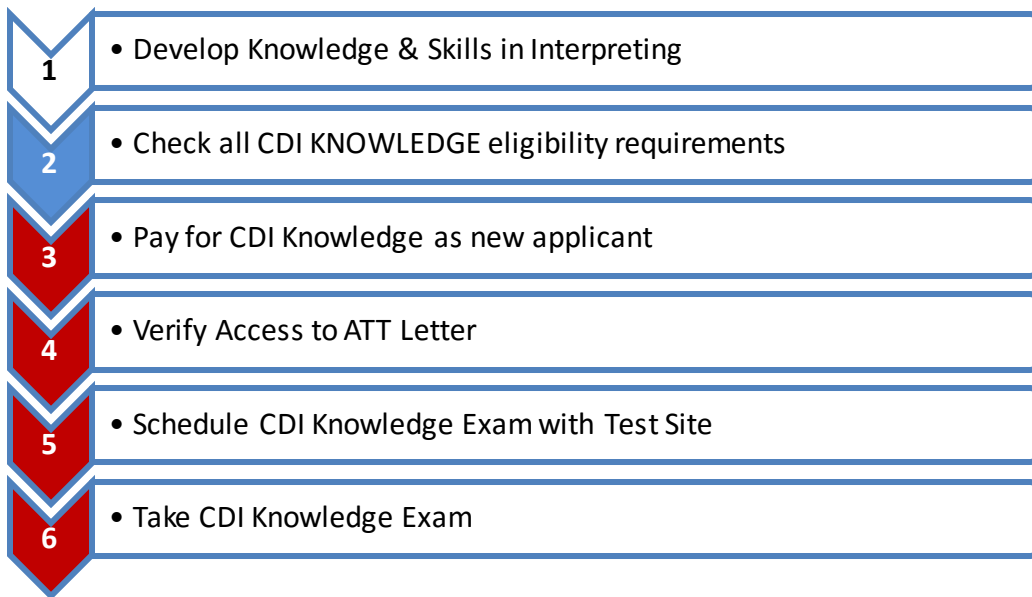 1
• Develop Knowledge & Skills in Interpreting
2
• Check all CDI KNOWLEDGE eligibility requirements
3
• Pay for CDI Knowledge as new applicant
4
• Verify Access to ATT Letter
5
• Schedule CDI Knowledge Exam with Test Site
6
• Take CDI Knowledge Exam